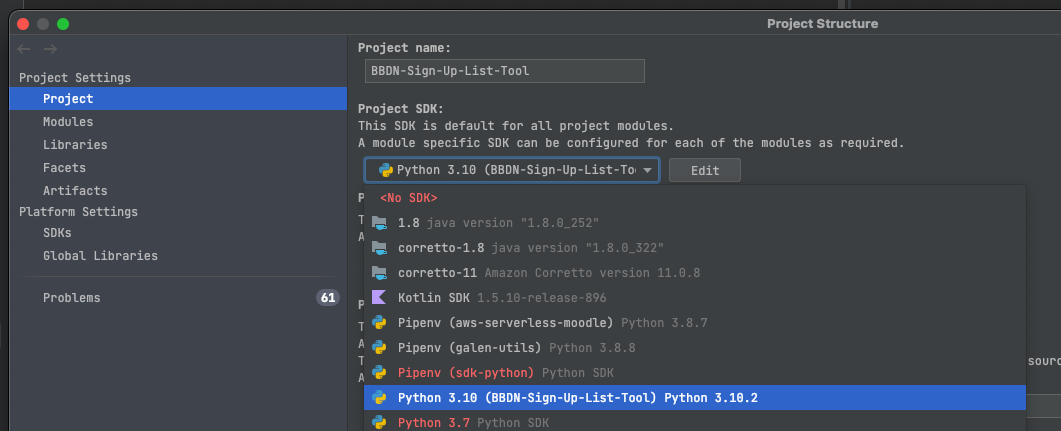 Project Structure
Project Settings
Project
Modules
Libraries
Facets
Artifacts
Platform Settings
SDKs
Global Libraries
Problems
61
Project name:
BBDN-Sign-Up-List-Tool
Project SDK:
This SDK is default for all project modules.
A module specific SDK can be configured for each of the modules as required.
Python 3.10 (BBDN-Sign-Up-List-To
Edit
<No SDK>
1.8 java version "1.8.0_252"
corretto-1.8 java version "1.8.0_322"
corretto-11 Amazon Corretto version 11.0.8
Kotlin SDK 1.5.10-release-896
Pipenv (aws-serverless-moodle) Python 3.8.7
Pipenv (galen-utils) Python 3.8.8
Pipenv (sdk-python) Python SDK
Python 3.10 (BBDN-Sign-Up-List-Tool) Python 3.10.2
Python 3.7 Python SDK
sourc